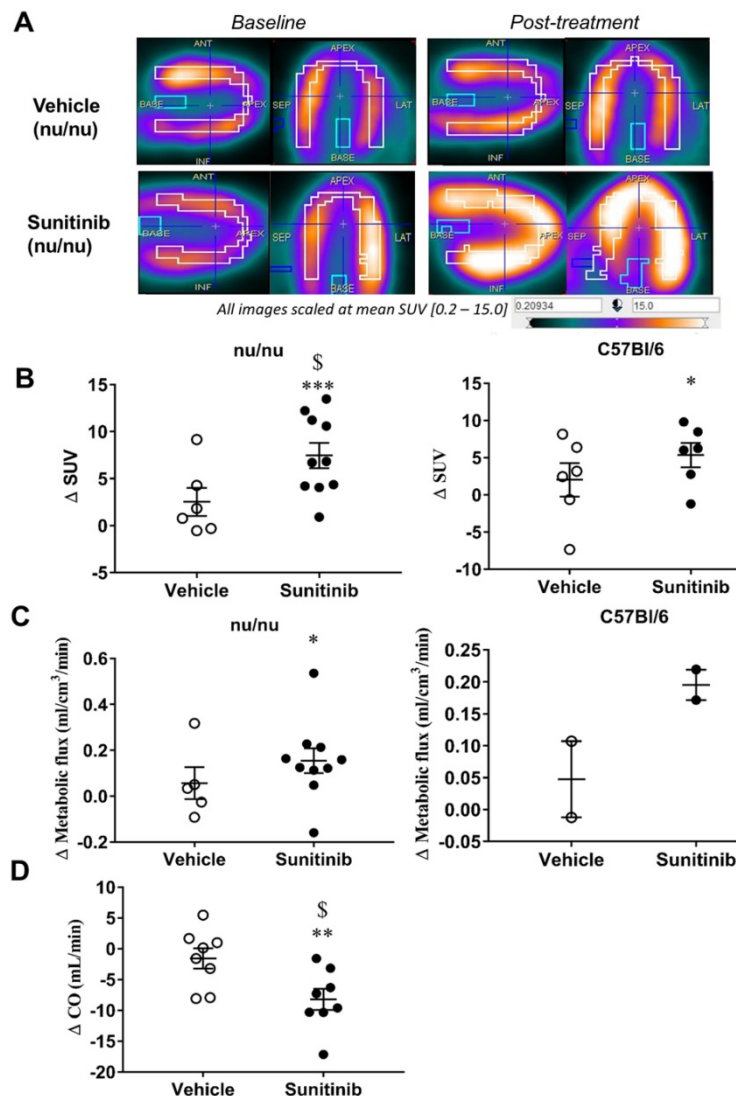 A
Baseline
Post-treatment
Vehicle
(nu/nu)
ANT
BASE
APEX
INF
APEX
SEP
LAT
BASE
ANT
BASE
APEX
INF
APEX
SEP
LAT
BASE
Sunitinib
(nu/nu)
ANT
BASE
APEX
INF
APEX
SEP
LAT
BASE
ANT
BASE
APEX
INF
APEX
SEP
LAT
BASE
All images scaled at mean SUV [0.2 – 15.0]
0.20934
15.0
B
nu/nu
$
***
Δ SUV
15
10
5
0
-5
Vehicle
Sunitinib
C57Bl/6
*
Δ SUV
15
10
5
0
-5
-10
Vehicle
Sunitinib
C
nu/nu
*
Δ Metabolic flux (ml/cm³/min)
0.6
0.4
0.2
0.0
-0.2
Vehicle
Sunitinib
C57Bl/6
Δ Metabolic flux (ml/cm³/min)
0.25
0.20
0.15
0.10
0.05
0.00
-0.05
Vehicle
Sunitinib
D
$
**
Δ CO (mL/min)
10
5
0
-5
-10
-15
-20
Vehicle
Sunitinib